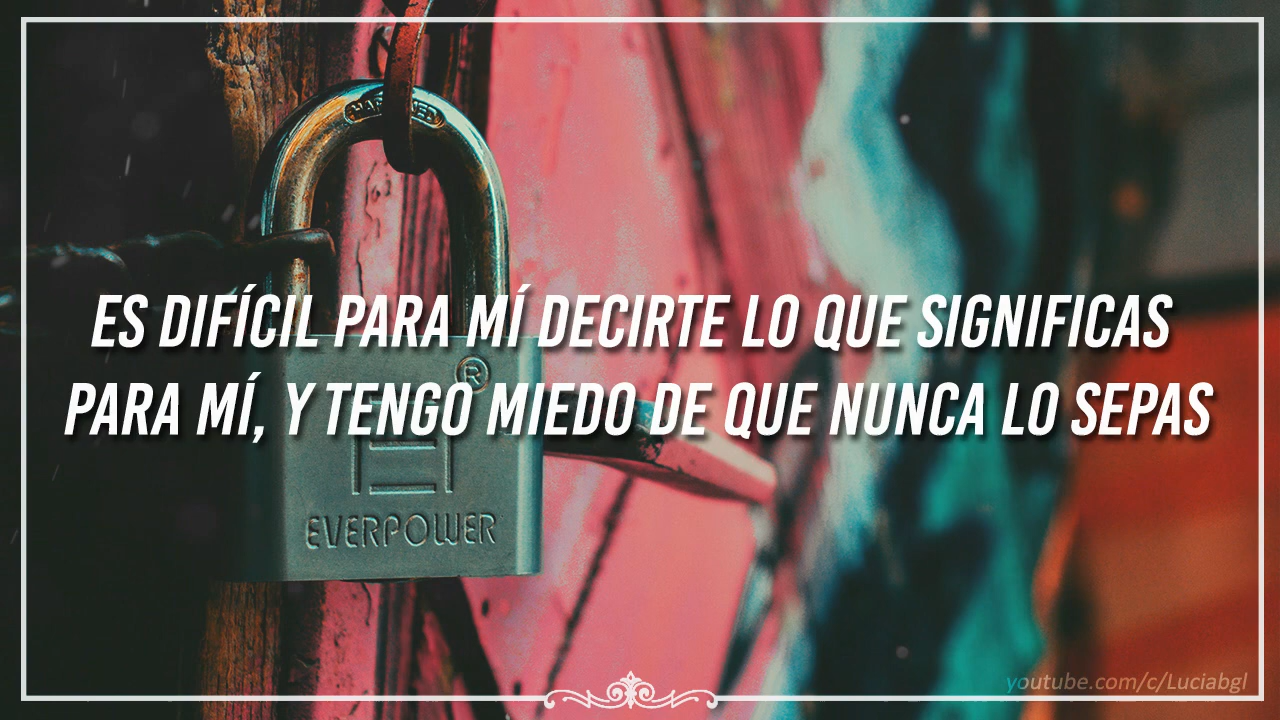 ES DIFÍCIL PARA MÍ DECIRTE LO QUE SIGNIFICAS
PARA MÍ, Y TENGO MIEDO DE QUE NUNCA LO SEPAS
®
EVERPOWER
youtube.com/c/Luciabgl